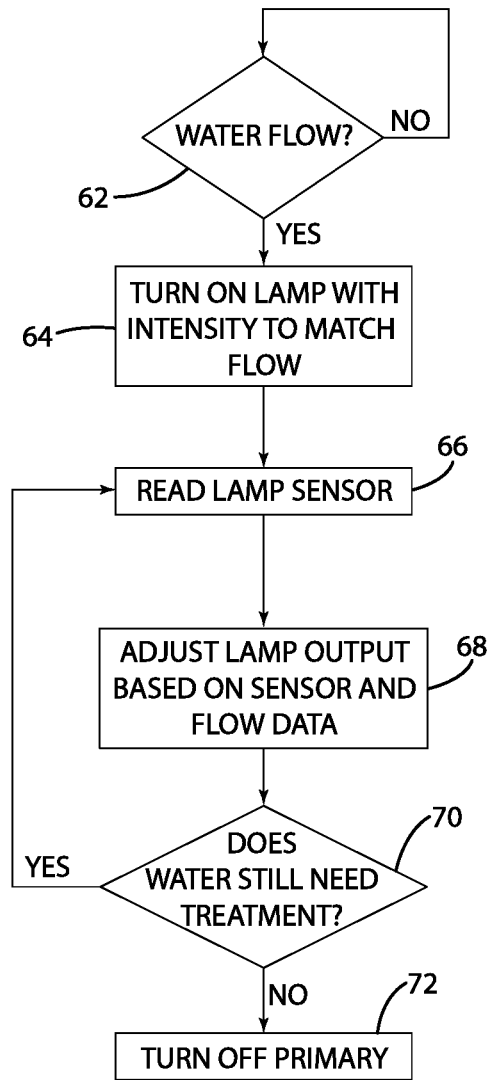 WATER FLOW?
NO
62
YES
TURN ON LAMP WITH
INTENSITY TO MATCH
FLOW
64
66
READ LAMP SENSOR
ADJUST LAMP OUTPUT
BASED ON SENSOR AND
FLOW DATA
68
70
DOES
WATER STILL NEED
TREATMENT?
YES
NO
72
TURN OFF PRIMARY